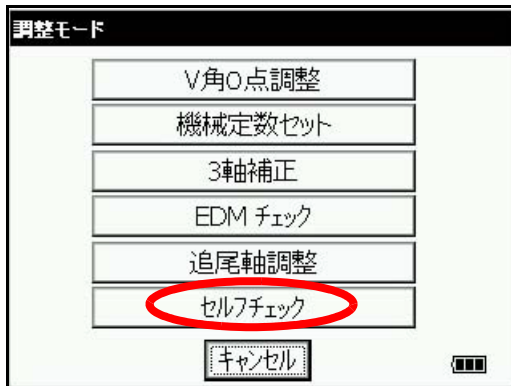 調整モード
V角0点調整
機械定数セット
3軸補正
EDM チェック
追尾軸調整
セルフチェック
キャンセル